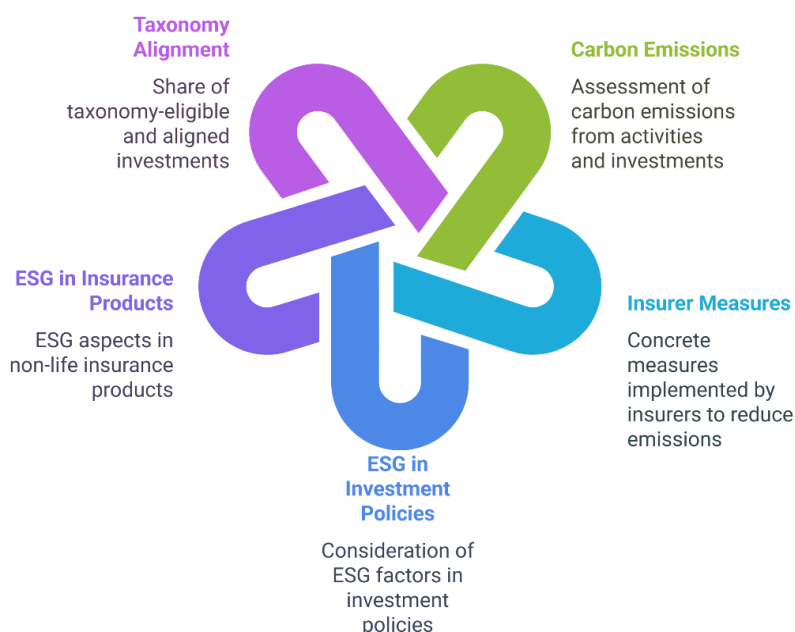 Taxonomy
Alignment
Share of
taxonomy-eligible
and aligned
investments
Carbon Emissions
Assessment of
carbon emissions
from activities
and investments
ESG in Insurance
Products
ESG aspects in
non-life insurance
products
Insurer Measures
Concrete
measures
implemented by
insurers to reduce
emissions
ESG in
Investment
Policies
Consideration of
ESG factors in
investment
policies